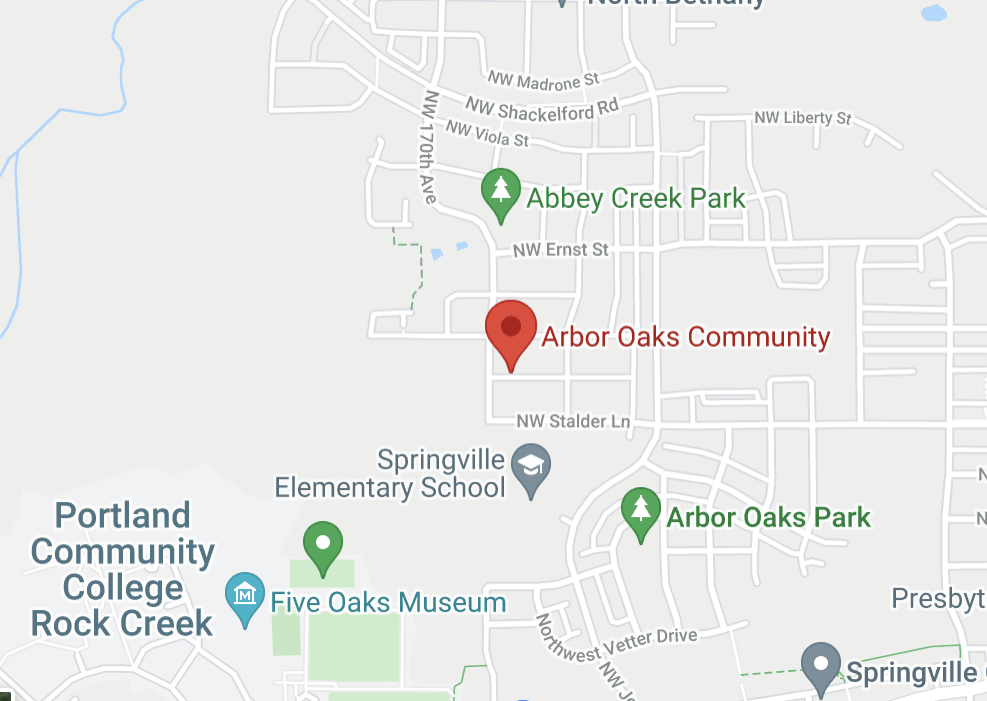 North Bethany
NW Madrone St
NW Shackelford Rd
NW Liberty St
NW Viola St
NW 170th Ave
Abbey Creek Park
NW Ernst St
Arbor Oaks Community
NW Stalder Ln
Springville
Elementary School
Portland
Community
College
Rock Creek
Arbor Oaks Park
N
N
M
Five Oaks Museum
Presbyt
Northwest Vetter Drive
NW Jo
Springville